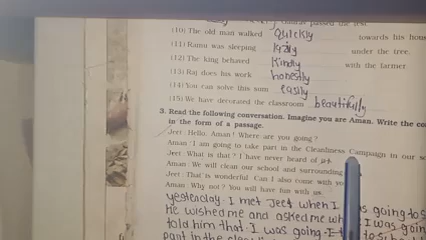 (10) The old man walked Quickly towards his hous
(11) Ramu was sleeping lazily under the tree.
(12) The king behaved Kindly with the farmer
(13) Raj does his work honestly
(14) You can solve this sum easily
(15) We have decorated the classroom beautifully
3. Read the following conversation. Imagine you are Aman. Write the co
in the form of a passage.
Jeet : Hello, Aman! Where are you going?
Aman : I am going to take part in the Cleanliness Campaign in our sc
Jeet : What is that? I have never heard of it.
Aman : We will clean our school and surrounding
Jeet : That is wonderful! Can I also come with yo
Aman : Why not? You will have fun with us.
yesterday I met Jeet when I as going to s
He wished me and asked me wh I was goin
told him that I was going to School
part in the